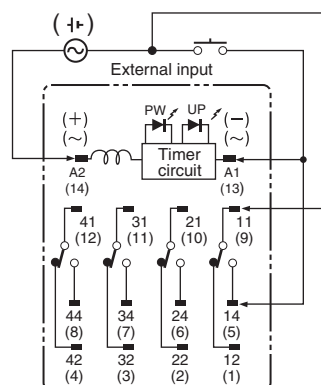 External input
PW UP
(+) (−)
(~) (~)
Timer
circuit
A2 A1
(14) (13)
41 31 21 11
(12) (11) (10) (9)
44 34 24 14
(8) (7) (6) (5)
42 32 22 12
(4) (3) (2) (1)